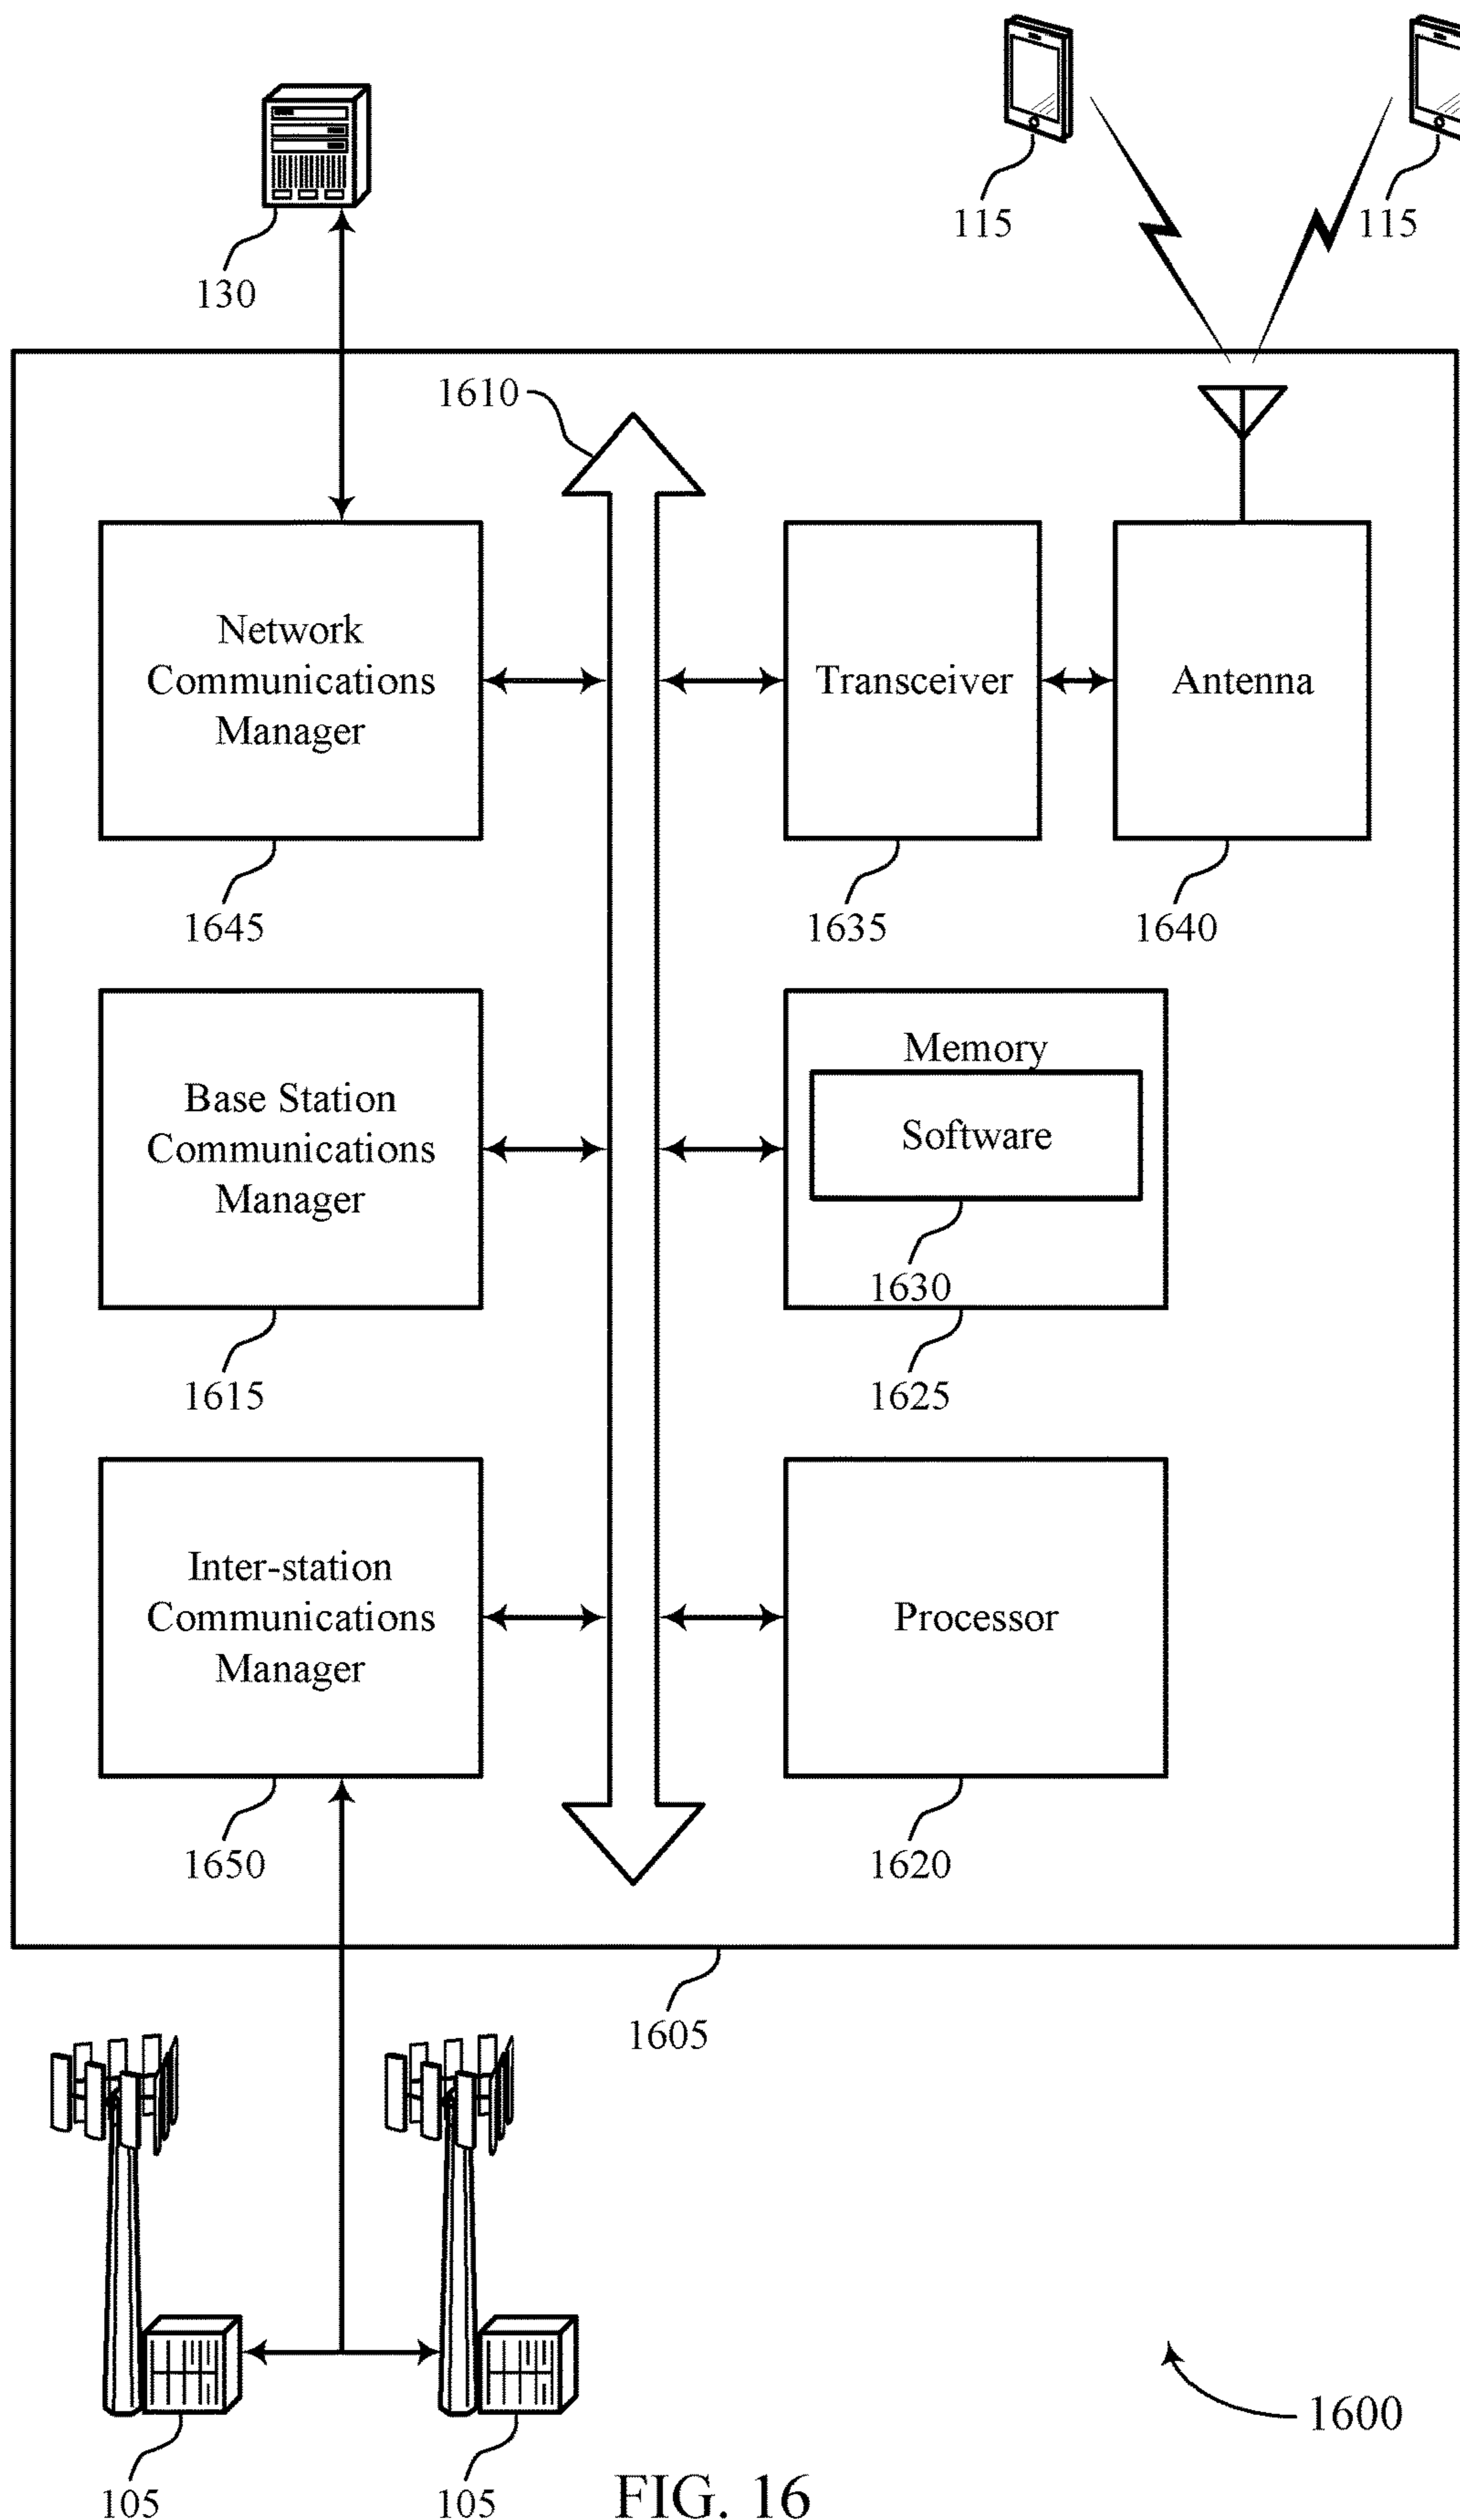 115
115
130
1610
Network
Communications
Manager
Transceiver
Antenna
1645
1635
1640
Base Station
Communications
Manager
Memory
Software
1630
1615
1625
Inter-station
Communications
Manager
Processor
1650
1620
1605
1600
105
105
FIG. 16